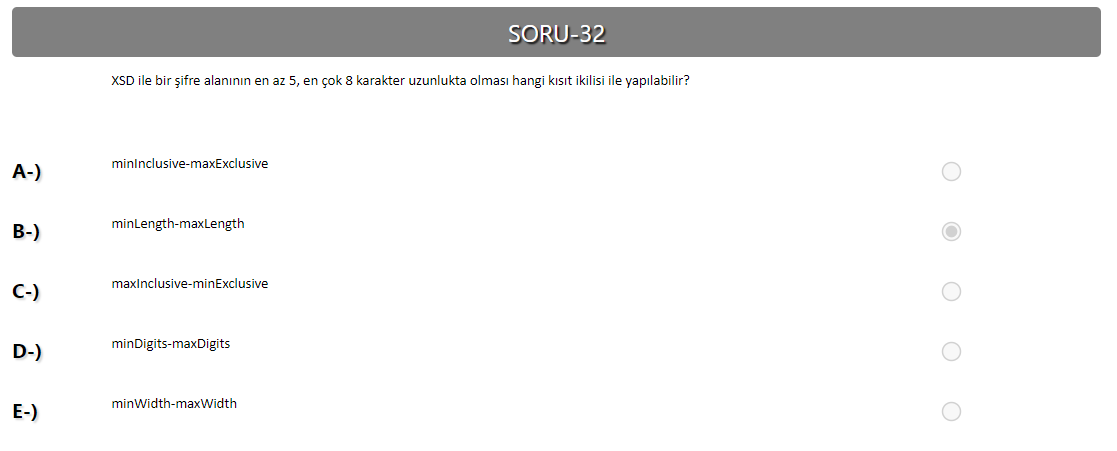 SORU-32
XSD ile bir şifre alanının en az 5, en çok 8 karakter uzunlukta olması hangi kısıt ikilisi ile yapılabilir?
A-) minInclusive-maxExclusive
B-) minLength-maxLength
C-) maxInclusive-minExclusive
D-) minDigits-maxDigits
E-) minWidth-maxWidth